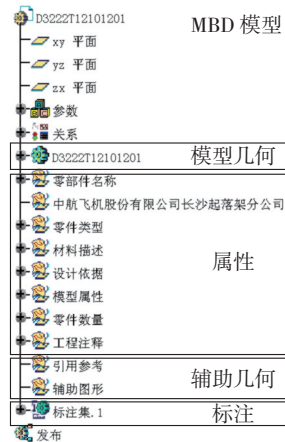 D3222T12101201 MBD 模型
xy 平面
yz 平面
zx 平面
参数
关系
D3222T12101201 模型几何
零部件名称
中航飞机股份有限公司长沙起落架分公司
零件类型
材料描述
属性
设计依据
模型属性
零件数量
工程注释
引用参考
辅助几何
辅助图形
标注集.1 标注
发布